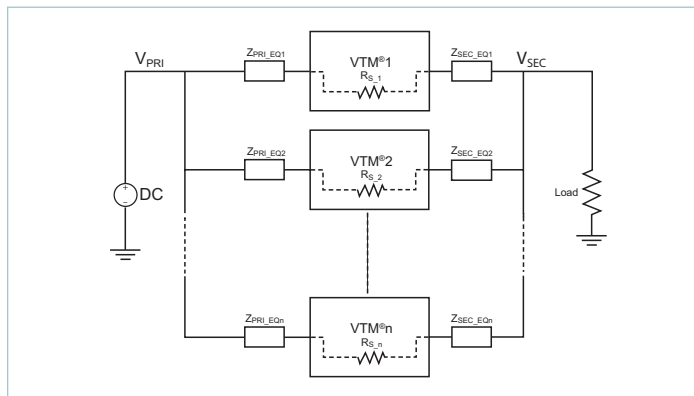 V_PRI
Z_PRI_EQ1
VTM®1
R_S_1
Z_SEC_EQ1
V_SEC
Z_PRI_EQ2
VTM®2
R_S_2
Z_SEC_EQ2
+
DC
–
Load
Z_PRI_EQn
VTM®n
R_S_n
Z_SEC_EQn